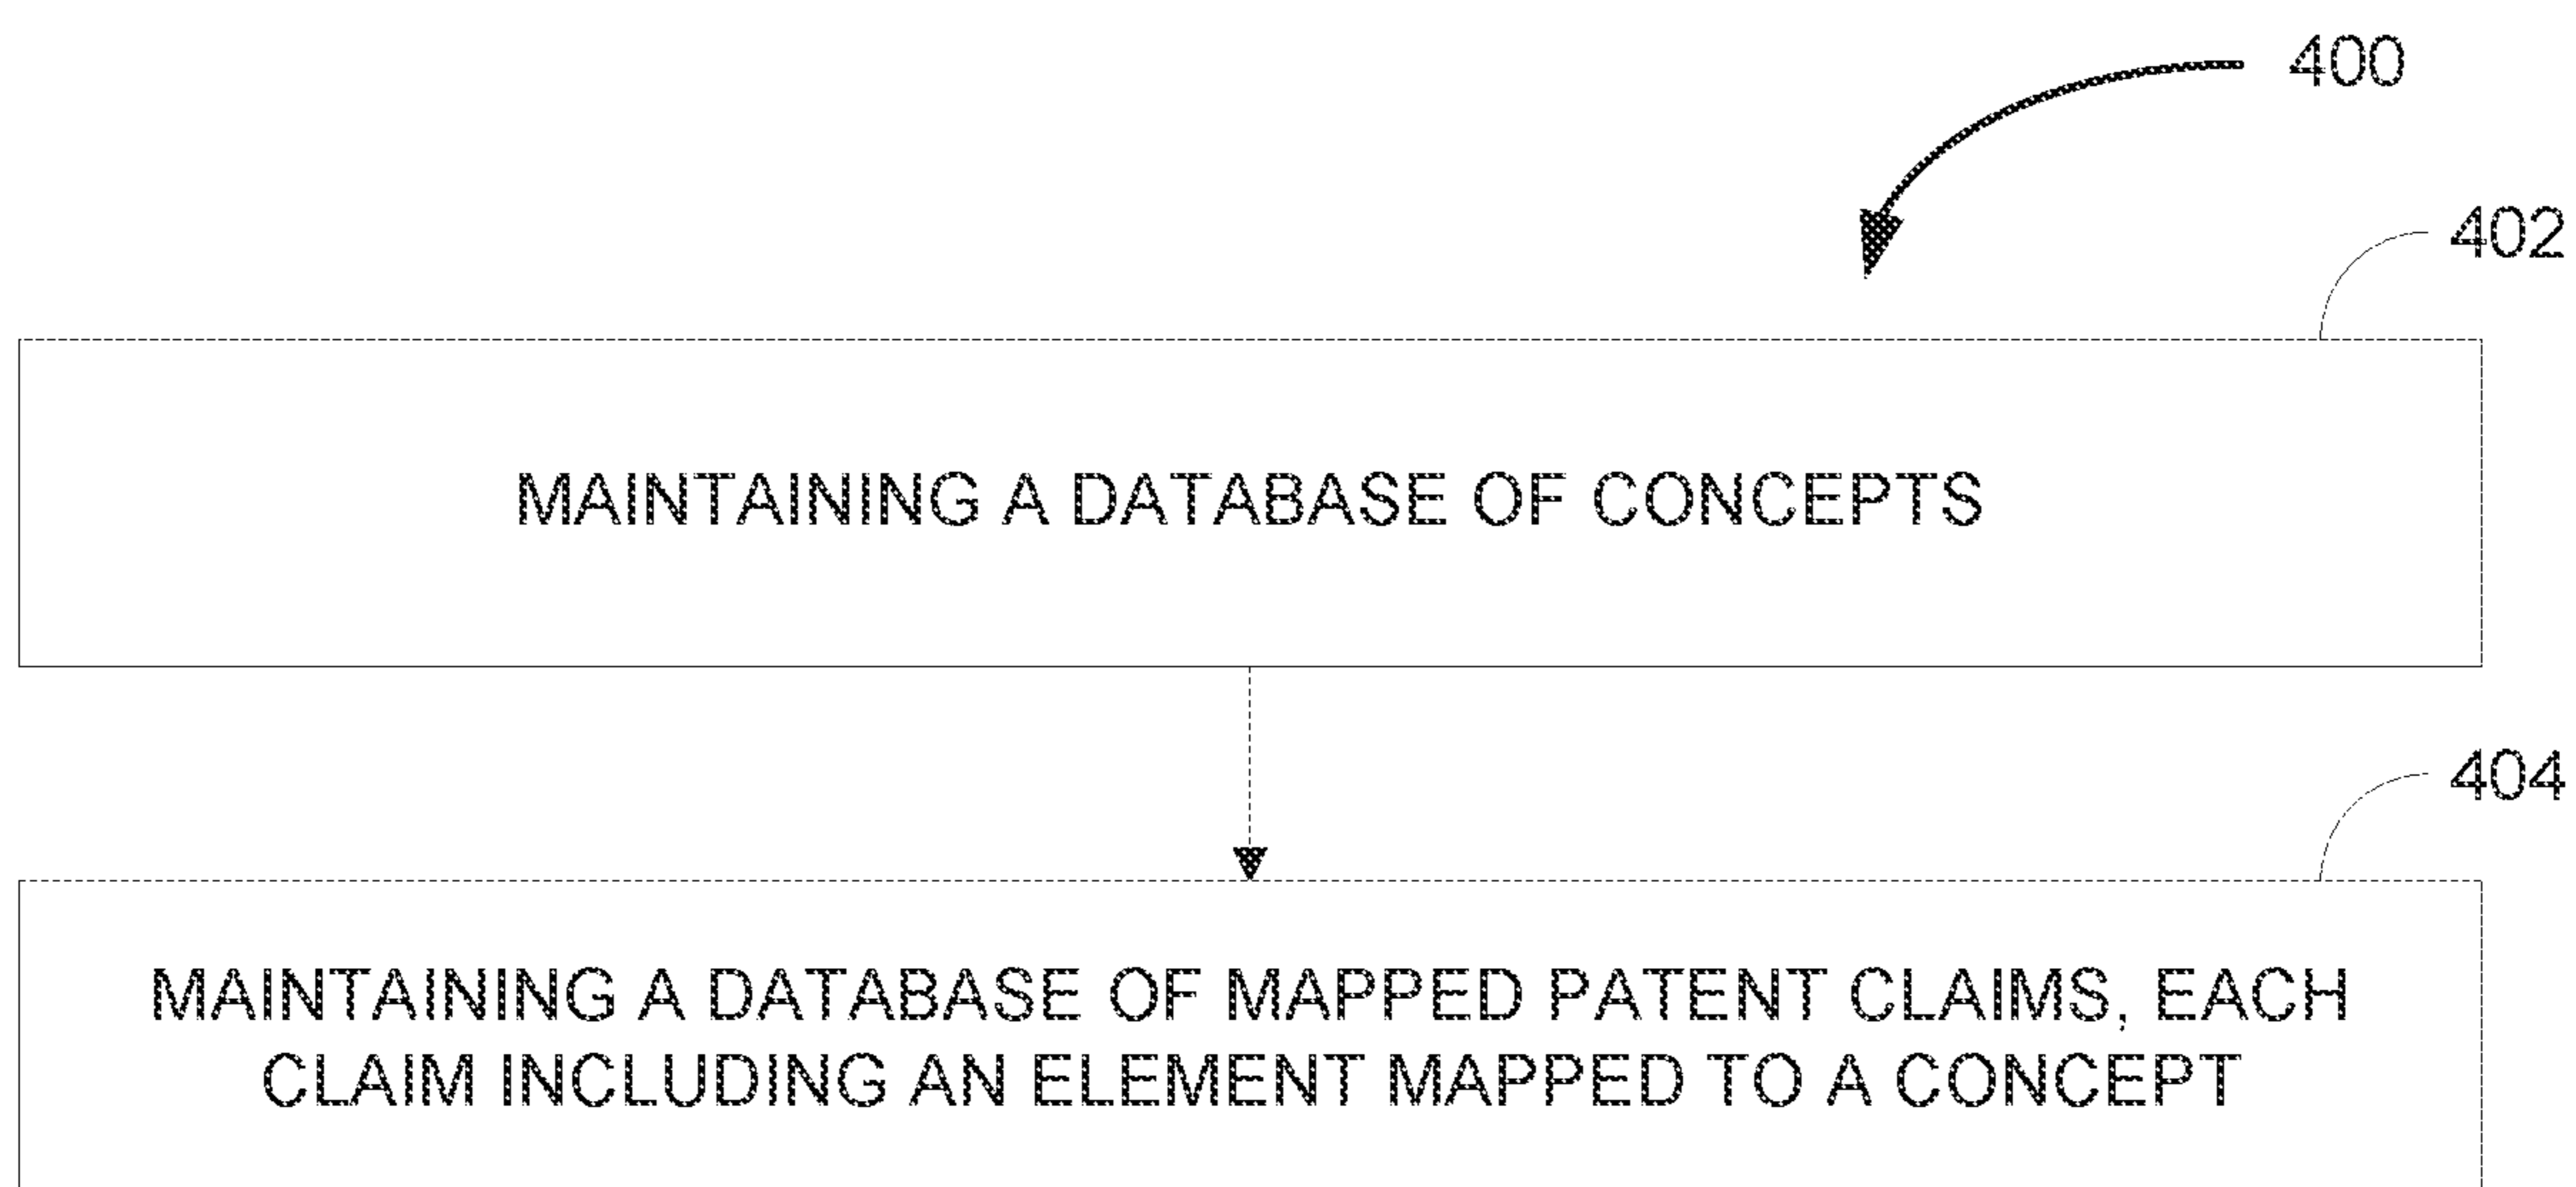 400
402
MAINTAINING A DATABASE OF CONCEPTS
404
MAINTAINING A DATABASE OF MAPPED PATENT CLAIMS, EACH
CLAIM INCLUDING AN ELEMENT MAPPED TO A CONCEPT